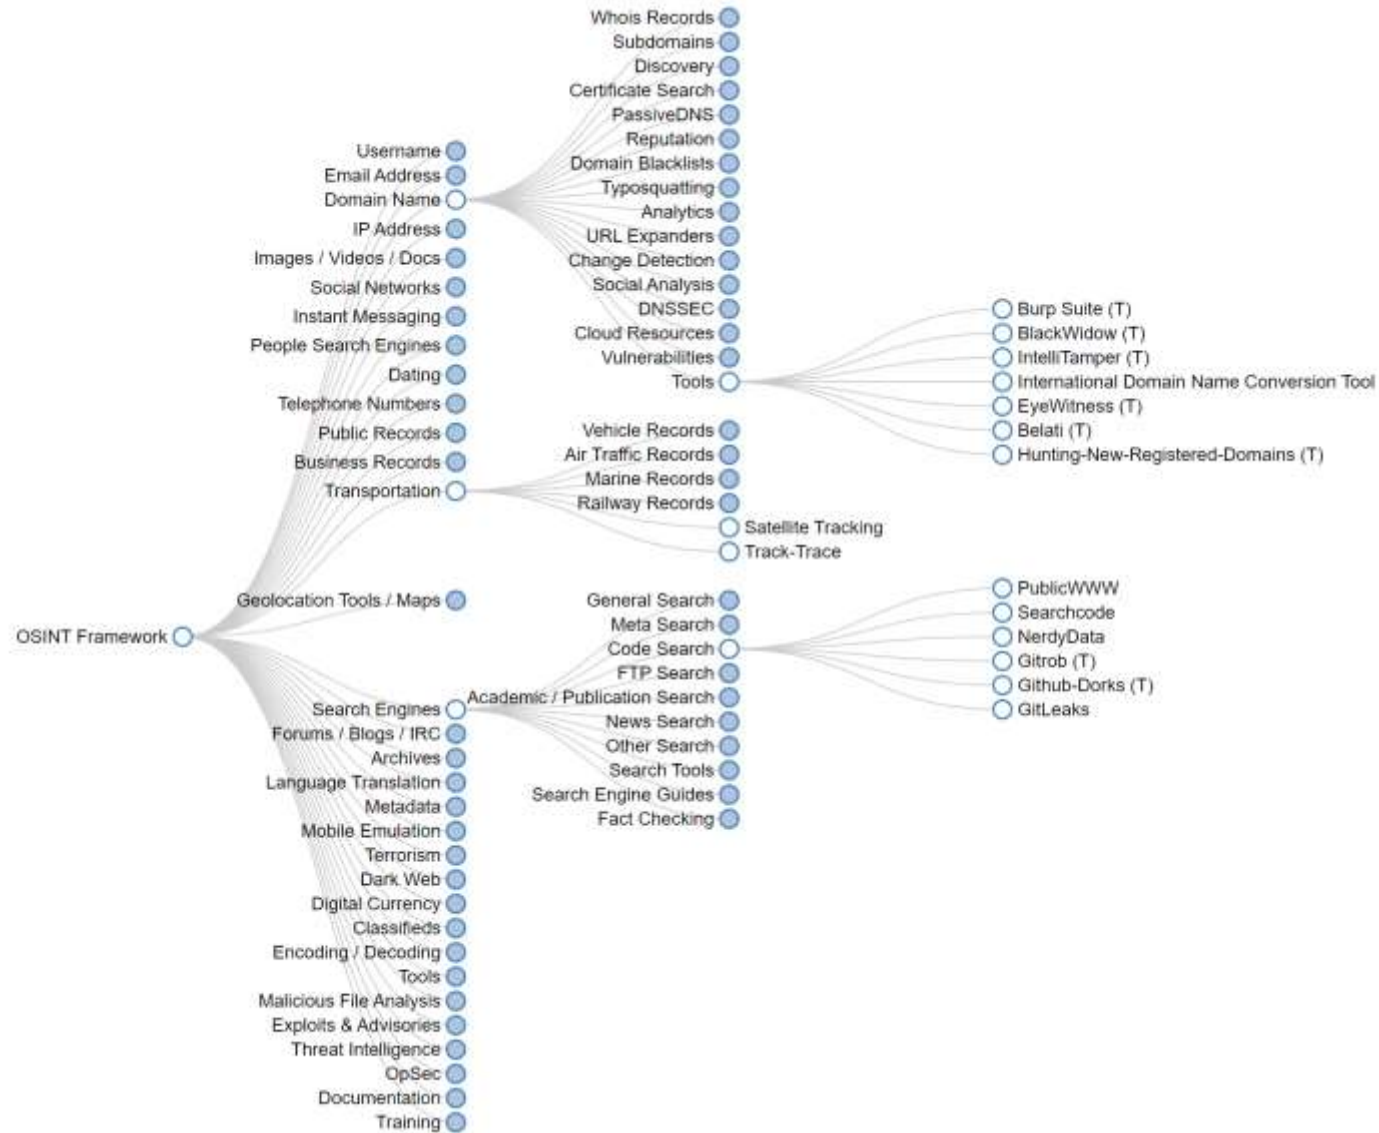 OSINT Framework
Username
Email Address
Domain Name
IP Address
Images / Videos / Docs
Social Networks
Instant Messaging
People Search Engines
Dating
Telephone Numbers
Public Records
Business Records
Transportation
Geolocation Tools / Maps
Search Engines
Forums / Blogs / IRC
Archives
Language Translation
Metadata
Mobile Emulation
Terrorism
Dark Web
Digital Currency
Classifieds
Encoding / Decoding
Tools
Malicious File Analysis
Exploits & Advisories
Threat Intelligence
OpSec
Documentation
Training
Whois Records
Subdomains
Discovery
Certificate Search
PassiveDNS
Reputation
Domain Blacklists
Typosquatting
Analytics
URL Expanders
Change Detection
Social Analysis
DNSSEC
Cloud Resources
Vulnerabilities
Tools
Vehicle Records
Air Traffic Records
Marine Records
Railway Records
Satellite Tracking
Track-Trace
General Search
Meta Search
Code Search
FTP Search
Academic / Publication Search
News Search
Other Search
Search Tools
Search Engine Guides
Fact Checking
Burp Suite (T)
BlackWidow (T)
IntelliTamper (T)
International Domain Name Conversion Tool
EyeWitness (T)
Belati (T)
Hunting-New-Registered-Domains (T)
PublicWWW
Searchcode
NerdyData
Gitrob (T)
Github-Dorks (T)
GitLeaks